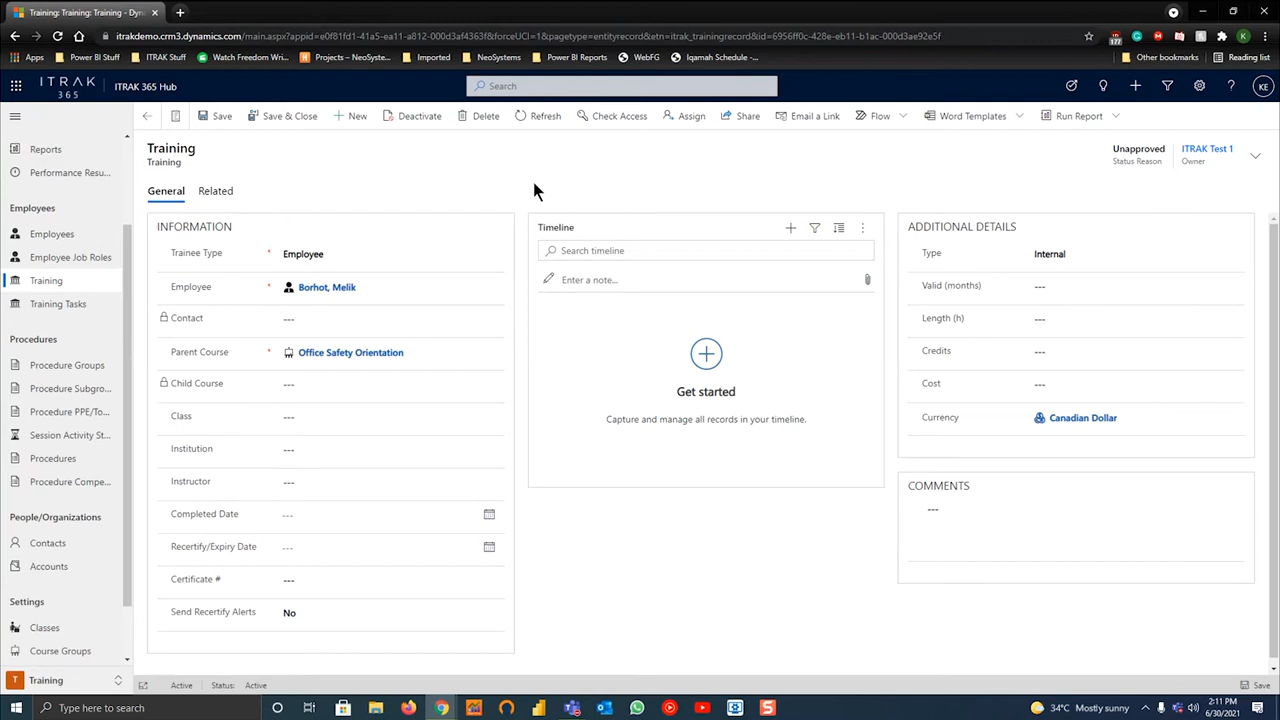 Training: Training: Training - Dyn
itrakdemo.crm3.dynamics.com/main.aspx?appid=e0f81fd1-41a5-ea11-a812-000d3af4363f&forceUCI=1&pagetype=entityrecord&etn=itrak_trainingrecord&id=6956ff0c-428e-eb11-b1ac-000d3ae92e5f
177
K
Apps
Power BI Stuff
ITRAK Stuff
Watch Freedom Wri...
Projects – NeoSyste...
Imported
NeoSystems
Power BI Reports
WebFG
Iqamah Schedule -...
Other bookmarks
Reading list
ITRAK 365
ITRAK 365 Hub
Search
KE
Save
Save & Close
New
Deactivate
Delete
Refresh
Check Access
Assign
Share
Email a Link
Flow
Word Templates
Run Report
Reports
Performance Resu...
Employees
Employees
Employee Job Roles
Training
Training Tasks
Procedures
Procedure Groups
Procedure Subgro...
Procedure PPE/To...
Session Activity St...
Procedures
Procedure Compe...
People/Organizations
Contacts
Accounts
Settings
Classes
Course Groups
T Training
Training
Training
Unapproved
Status Reason
ITRAK Test 1
Owner
General
Related
INFORMATION
Trainee Type * Employee
Employee * Borhot, Melik
Contact ---
Parent Course * Office Safety Orientation
Child Course ---
Class ---
Institution ---
Instructor ---
Completed Date ---
Recertify/Expiry Date ---
Certificate # ---
Send Recertify Alerts No
Timeline
Search timeline
Enter a note...
Get started
Capture and manage all records in your timeline.
ADDITIONAL DETAILS
Type Internal
Valid (months) ---
Length (h) ---
Credits ---
Cost ---
Currency Canadian Dollar
COMMENTS
---
Active
Status: Active
Save
Type here to search
34°C Mostly sunny
2:11 PM
6/30/2021